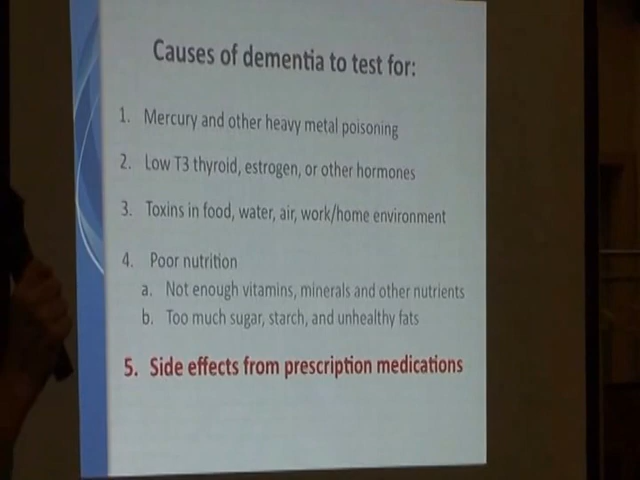 Causes of dementia to test for:
1. Mercury and other heavy metal poisoning
2. Low T3 thyroid, estrogen, or other hormones
3. Toxins in food, water, air, work/home environment
4. Poor nutrition
a. Not enough vitamins, minerals and other nutrients
b. Too much sugar, starch, and unhealthy fats
5. Side effects from prescription medications